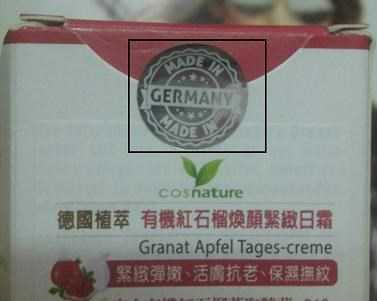 MADE IN
GERMANY
MADE IN
cosnature
德國植萃 有機紅石榴煥顏緊緻日霜
Granat Apfel Tages-creme
緊緻彈嫩、活膚抗老、保濕撫紋